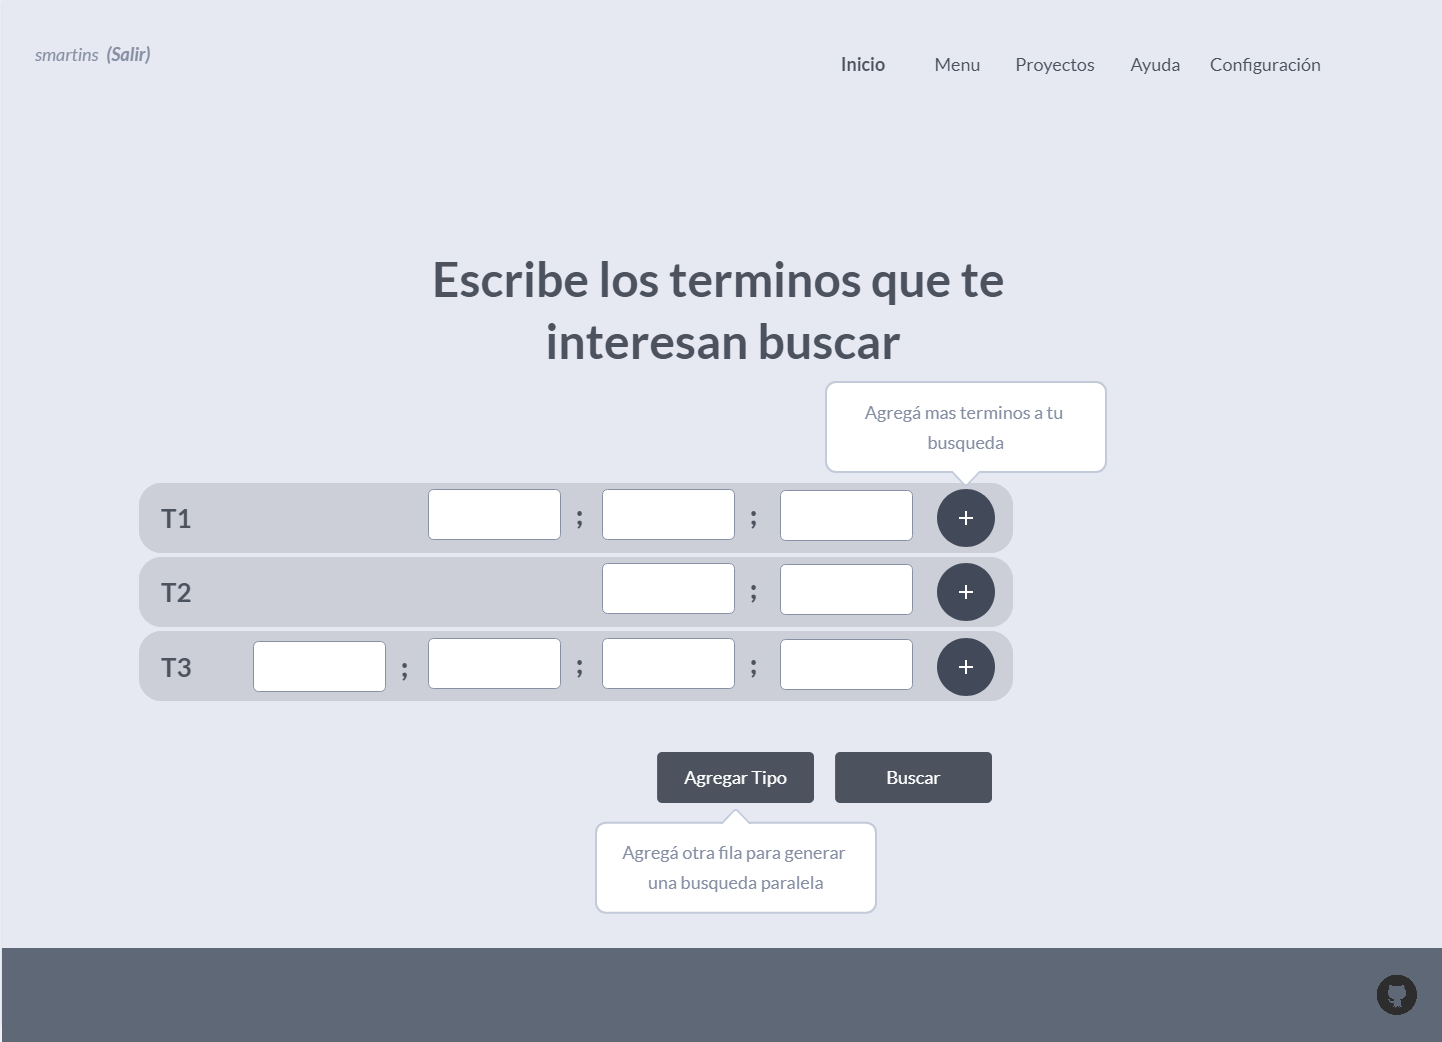 smartins (Salir)
Inicio Menu Proyectos Ayuda Configuración
Escribe los terminos que te
interesan buscar
Agregá mas terminos a tu
busqueda
T1 ; ; +
T2 ; +
T3 ; ; ; +
Agregar Tipo Buscar
Agregá otra fila para generar
una busqueda paralela